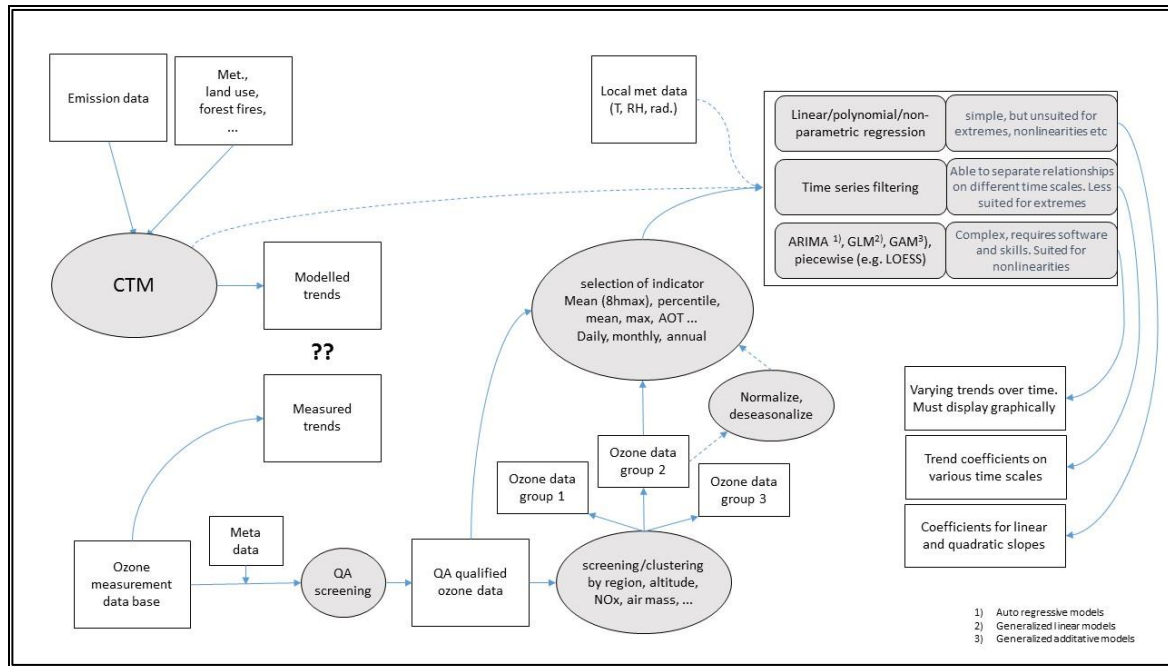 Emission data
Met.,
land use,
forest fires,
...
Local met data
(T, RH, rad.)
Linear/polynomial/non-
parametric regression
simple, but unsuited for
extremes, nonlinearities etc
Time series filtering
Able to separate relationships
on different time scales. Less
suited for extremes
ARIMA 1), GLM2), GAM3),
piecewise (e.g. LOESS)
Complex, requires software
and skills. Suited for
nonlinearities
CTM
Modelled
trends
??
Measured
trends
selection of indicator
Mean (8hmax), percentile,
mean, max, AOT ...
Daily, monthly, annual
Normalize,
deseasonalize
Varying trends over time.
Must display graphically
Trend coefficients on
various time scales
Coefficients for linear
and quadratic slopes
Ozone data
group 1
Ozone data
group 2
Ozone data
group 3
Meta
data
Ozone
measurement
data base
QA
screening
QA qualified
ozone data
screening/clustering
by region, altitude,
NOx, air mass, ...
1) Auto regressive models
2) Generalized linear models
3) Generalized additative models